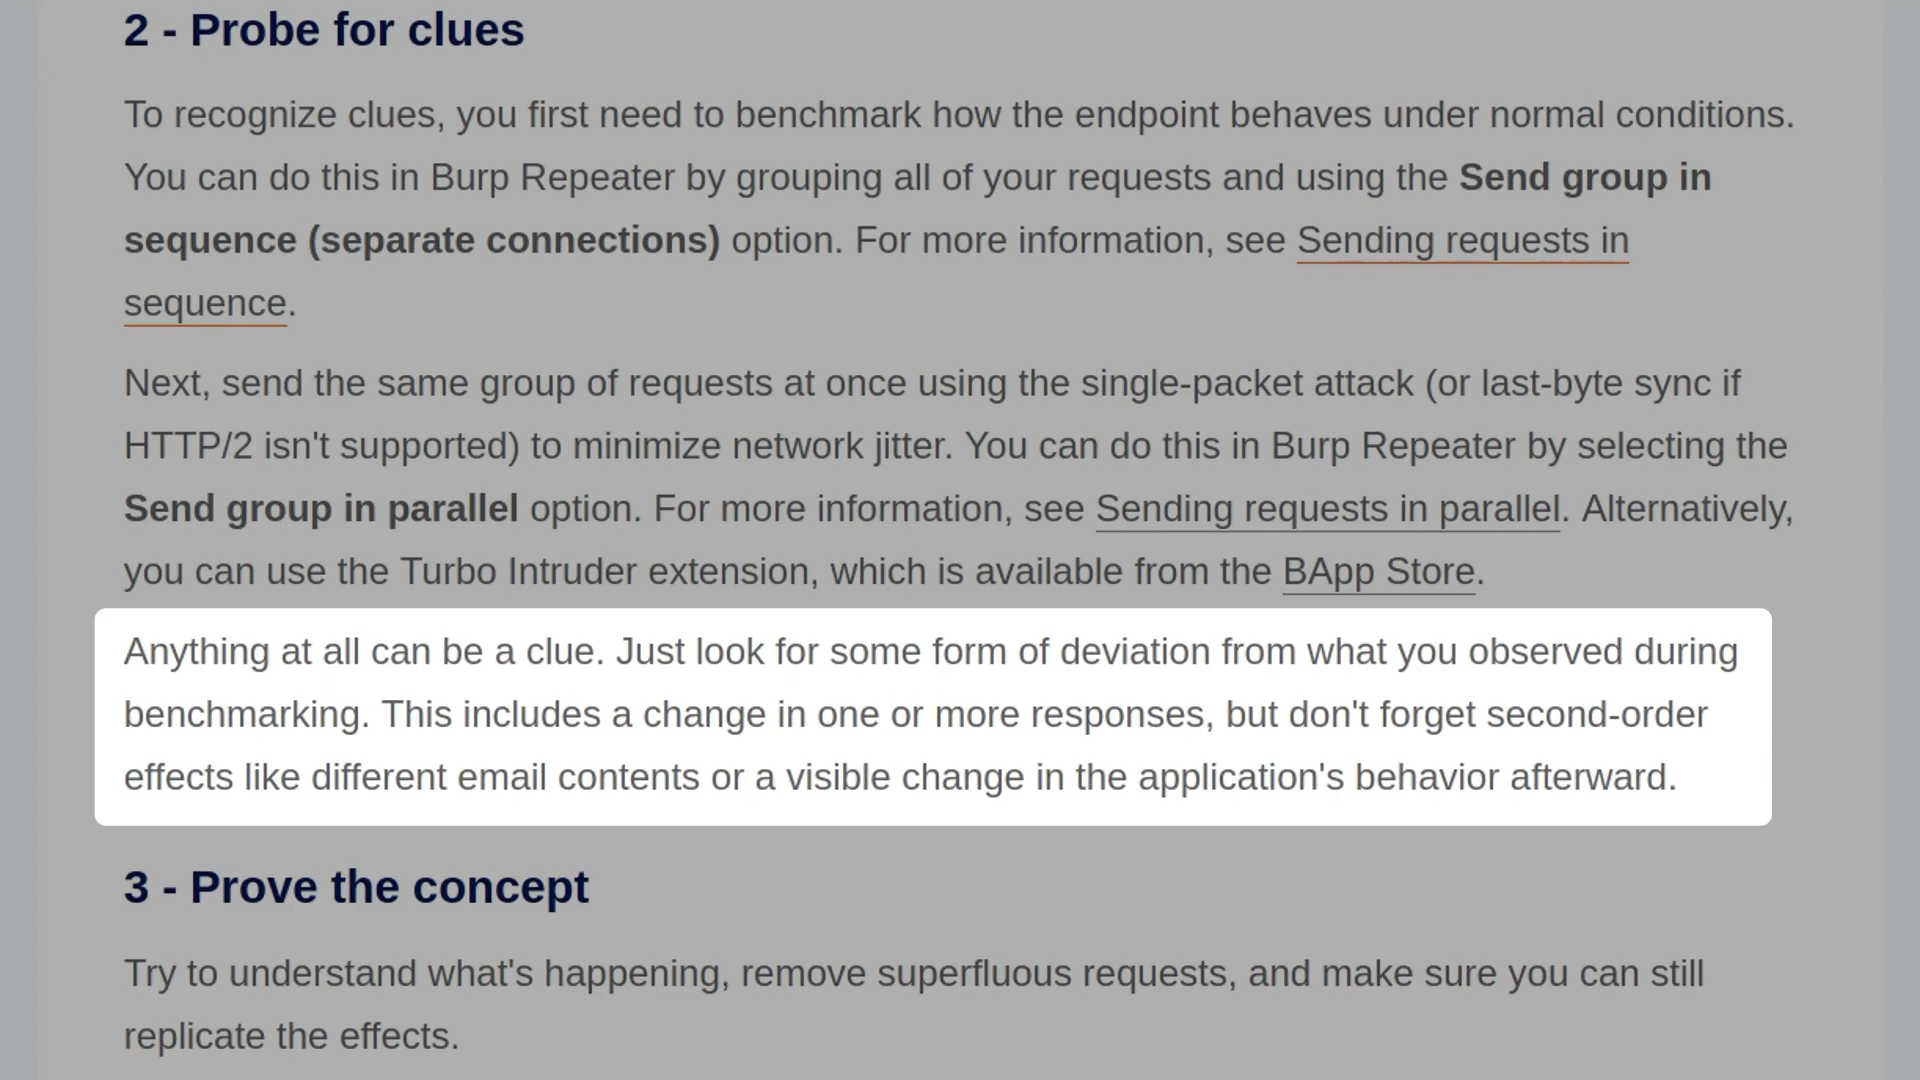 2 - Probe for clues
To recognize clues, you first need to benchmark how the endpoint behaves under normal conditions.
You can do this in Burp Repeater by grouping all of your requests and using the Send group in
sequence (separate connections) option. For more information, see Sending requests in
sequence.
Next, send the same group of requests at once using the single-packet attack (or last-byte sync if
HTTP/2 isn't supported) to minimize network jitter. You can do this in Burp Repeater by selecting the
Send group in parallel option. For more information, see Sending requests in parallel. Alternatively,
you can use the Turbo Intruder extension, which is available from the BApp Store.
Anything at all can be a clue. Just look for some form of deviation from what you observed during
benchmarking. This includes a change in one or more responses, but don't forget second-order
effects like different email contents or a visible change in the application's behavior afterward.
3 - Prove the concept
Try to understand what's happening, remove superfluous requests, and make sure you can still
replicate the effects.